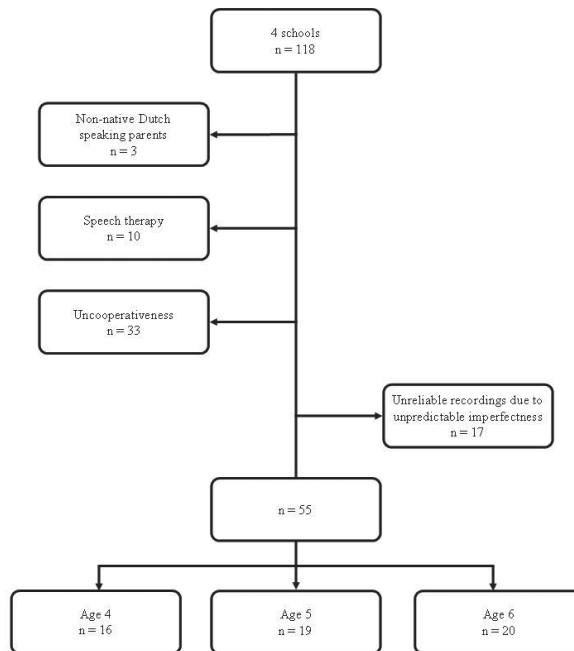 4 schools
n = 118
Non-native Dutch
speaking parents
n = 3
Speech therapy
n = 10
Uncooperativeness
n = 33
Unreliable recordings due to
unpredictable imperfectness
n = 17
n = 55
Age 4
n = 16
Age 5
n = 19
Age 6
n = 20